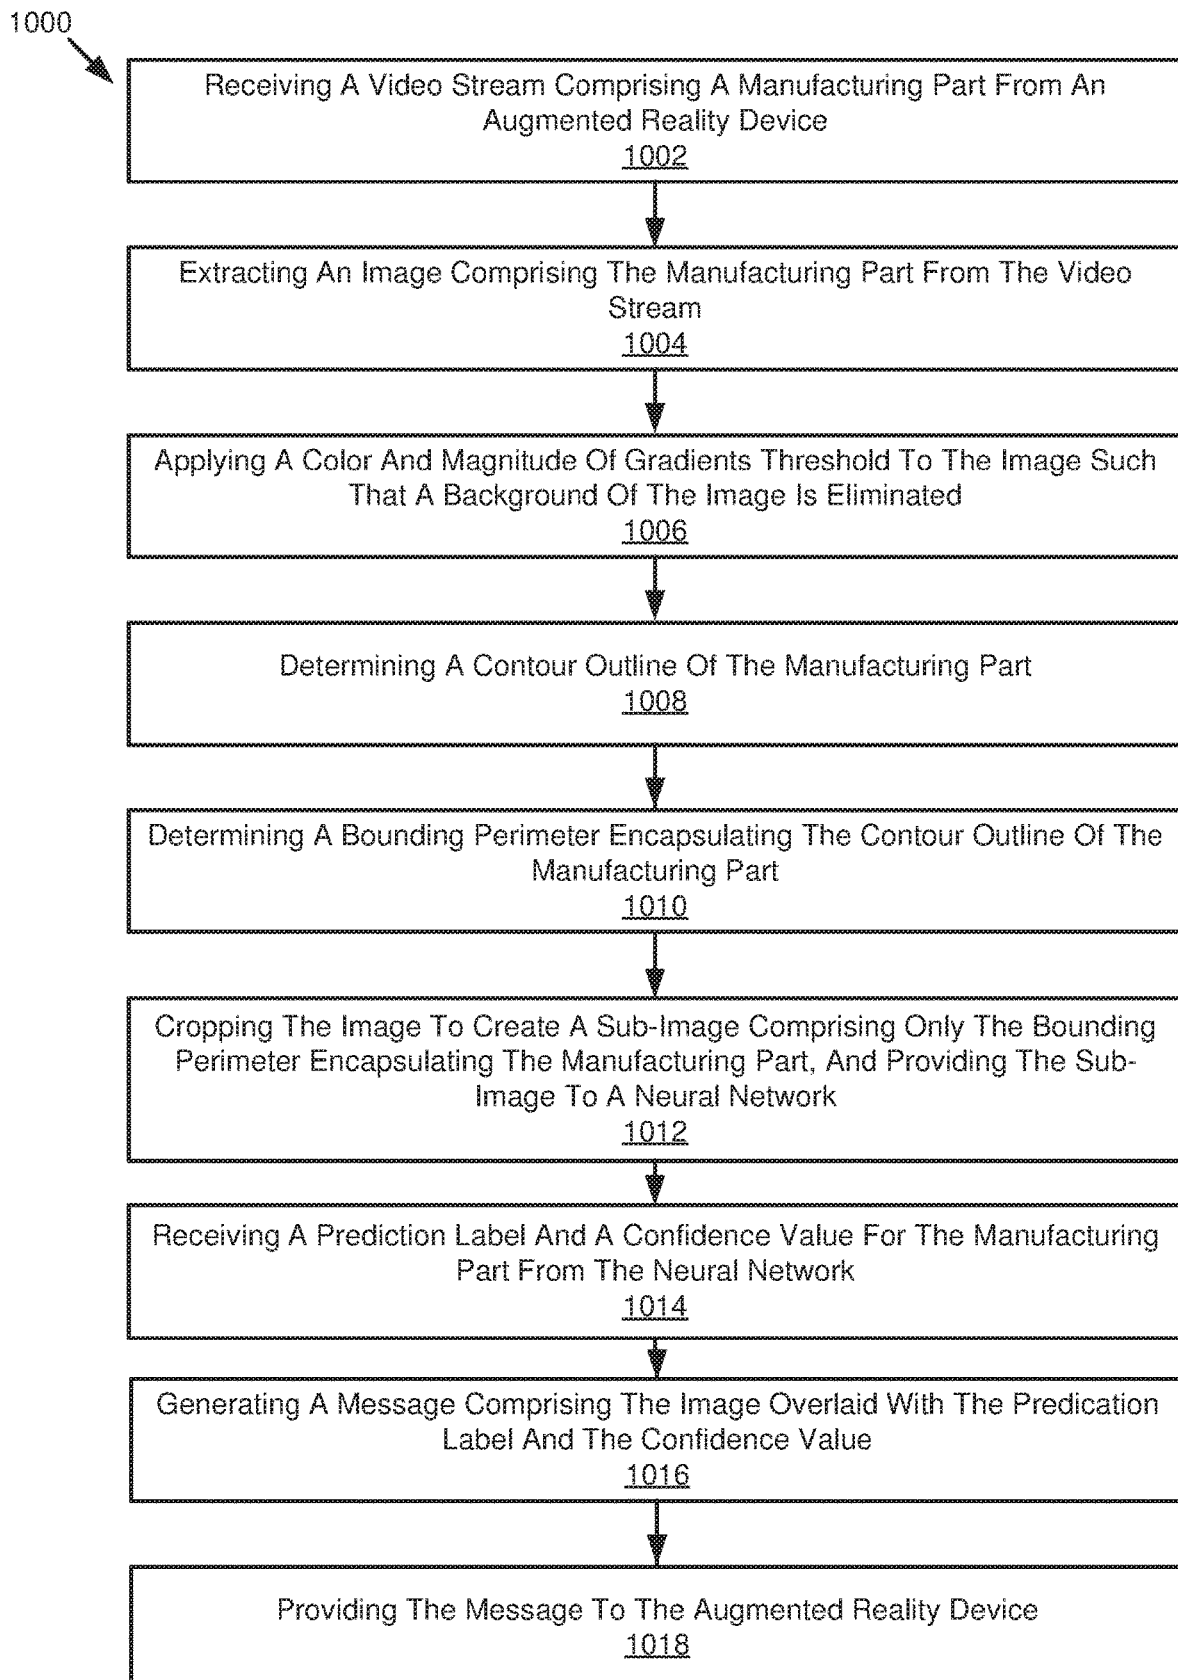 1000
Receiving A Video Stream Comprising A Manufacturing Part From An
Augmented Reality Device
1002
Extracting An Image Comprising The Manufacturing Part From The Video
Stream
1004
Applying A Color And Magnitude Of Gradients Threshold To The Image Such
That A Background Of The Image Is Eliminated
1006
Determining A Contour Outline Of The Manufacturing Part
1008
Determining A Bounding Perimeter Encapsulating The Contour Outline Of The
Manufacturing Part
1010
Cropping The Image To Create A Sub-Image Comprising Only The Bounding
Perimeter Encapsulating The Manufacturing Part, And Providing The Sub-
Image To A Neural Network
1012
Receiving A Prediction Label And A Confidence Value For The Manufacturing
Part From The Neural Network
1014
Generating A Message Comprising The Image Overlaid With The Predication
Label And The Confidence Value
1016
Providing The Message To The Augmented Reality Device
1018